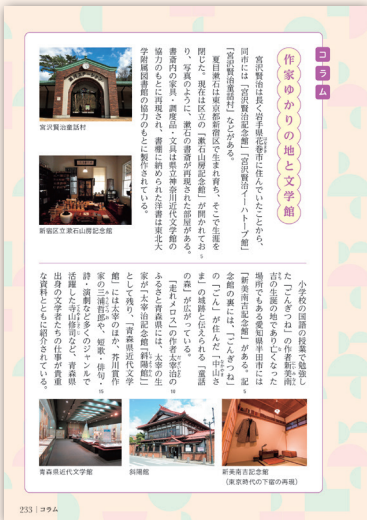 コラム
作家ゆかりの地と文学館
宮沢賢治は長く岩手県花巻市に住んでいたことから、
同市には「宮沢賢治記念館」「宮沢賢治イーハトーブ館」
「宮沢賢治童話村」などがある。
夏目漱石は東京都新宿区で生まれ育ち、そこで生涯を
閉じた。現在は区立の「漱石山房記念館」が開かれてお
り、写真のように、漱石の書斎が再現された部屋がある。
書斎内の家具・調度品・文具は県立神奈川近代文学館の
協力のもとに再現され、書棚に納められた洋書は東北大
学附属図書館の協力のもとに製作されている。
宮沢賢治童話村
新宿区立漱石山房記念館
小学校の国語の授業で勉強し
た「ごんぎつね」の作者新美南
吉の生誕の地であり亡くなった
場所でもある愛知県半田市には
「新美南吉記念館」がある。記
念館の裏には、「ごんぎつね」
の「ごん」が住んだ「中山さ
ま」の城跡と伝えられる「童話
の森」が広がっている。
「走れメロス」の作者太宰治の
ふるさと青森県には、太宰の生
家が「太宰治記念館「斜陽館」」
として残り、「青森県近代文学
館」には太宰のほか、芥川賞作
家の三浦哲郎や、短歌・俳句・
詩・演劇など多くのジャンルで
活躍した寺山修司など、青森県
出身の文学者たちの仕事が貴重
な資料とともに紹介されている。
新美南吉記念館
（東京時代の下宿の再現）
斜陽館
青森県近代文学館
233｜コラム